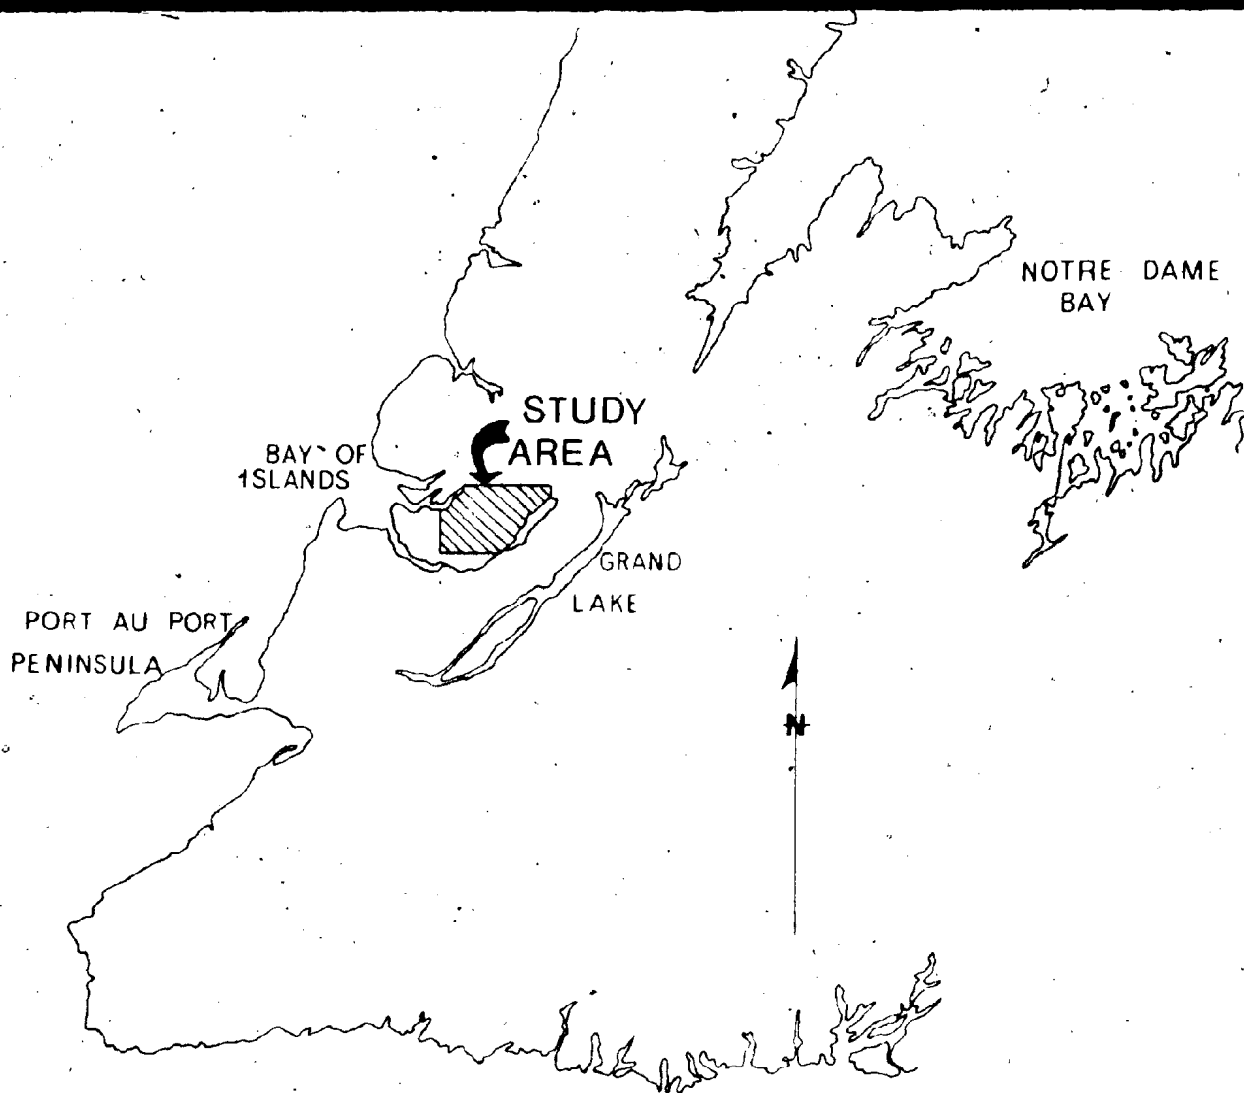 NOTRE DAME
BAY
STUDY
AREA
BAY OF
ISLANDS
GRAND
LAKE
PORT AU PORT
PENINSULA
N